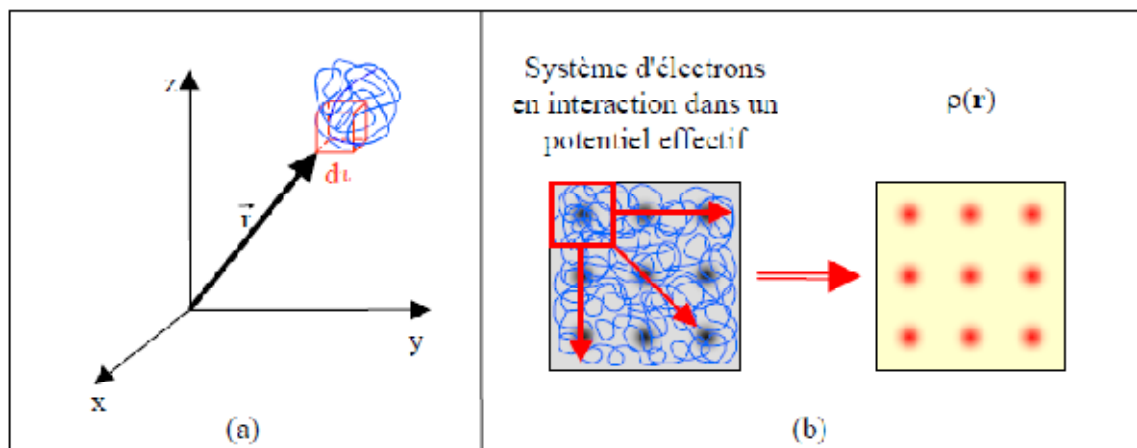 z
r
dτ
y
x
(a)
Système d'électrons
en interaction dans un
potentiel effectif
ρ(r)
(b)